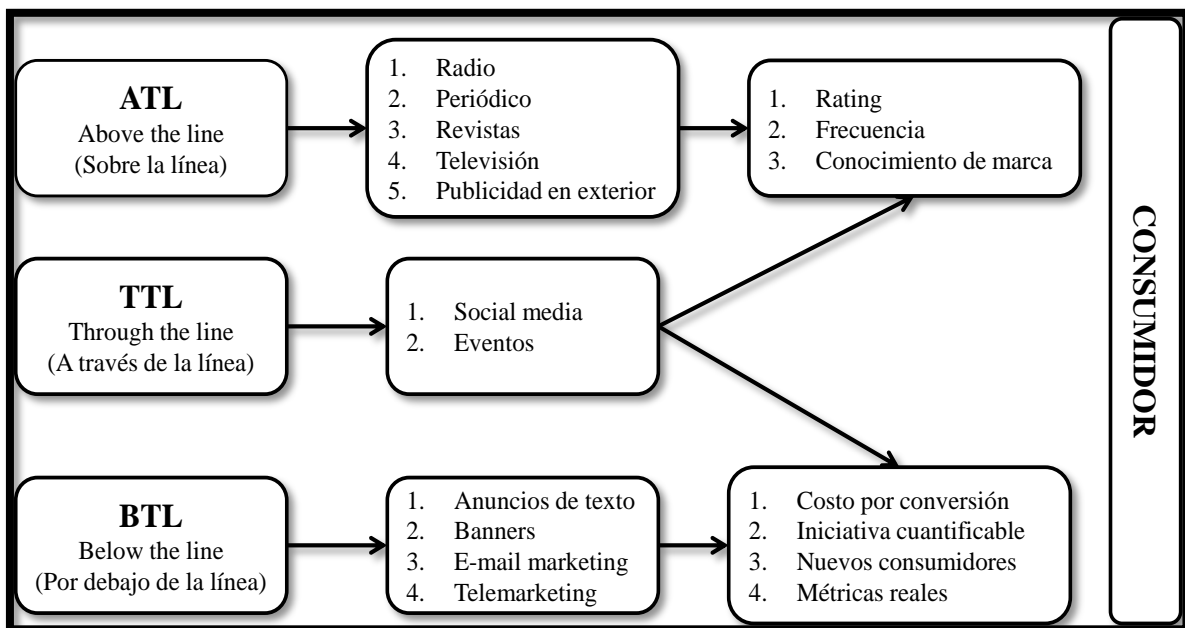 ATL
Above the line
(Sobre la línea)
1. Radio
2. Periódico
3. Revistas
4. Televisión
5. Publicidad en exterior
1. Rating
2. Frecuencia
3. Conocimiento de marca
TTL
Through the line
(A través de la línea)
1. Social media
2. Eventos
BTL
Below the line
(Por debajo de la línea)
1. Anuncios de texto
2. Banners
3. E-mail marketing
4. Telemarketing
1. Costo por conversión
2. Iniciativa cuantificable
3. Nuevos consumidores
4. Métricas reales
CONSUMIDOR